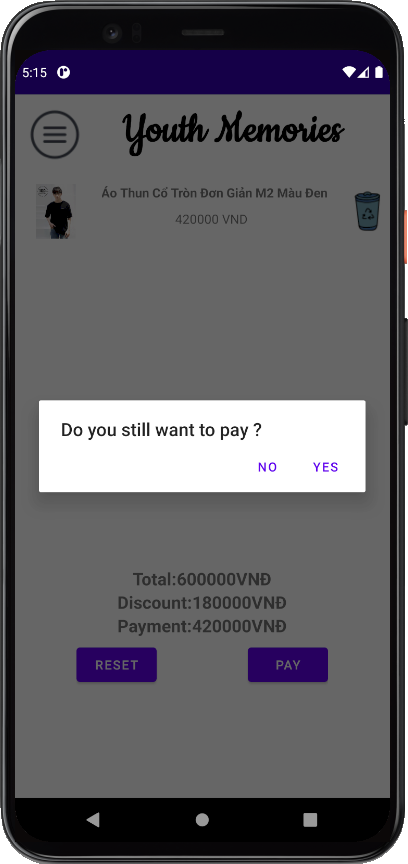 5:15
Youth Memories
Áo Thun Cổ Tròn Đơn Giản M2 Màu Đen
420000 VND
Do you still want to pay ?
NO YES
Total:600000VNĐ
Discount:180000VNĐ
Payment:420000VNĐ
RESET PAY